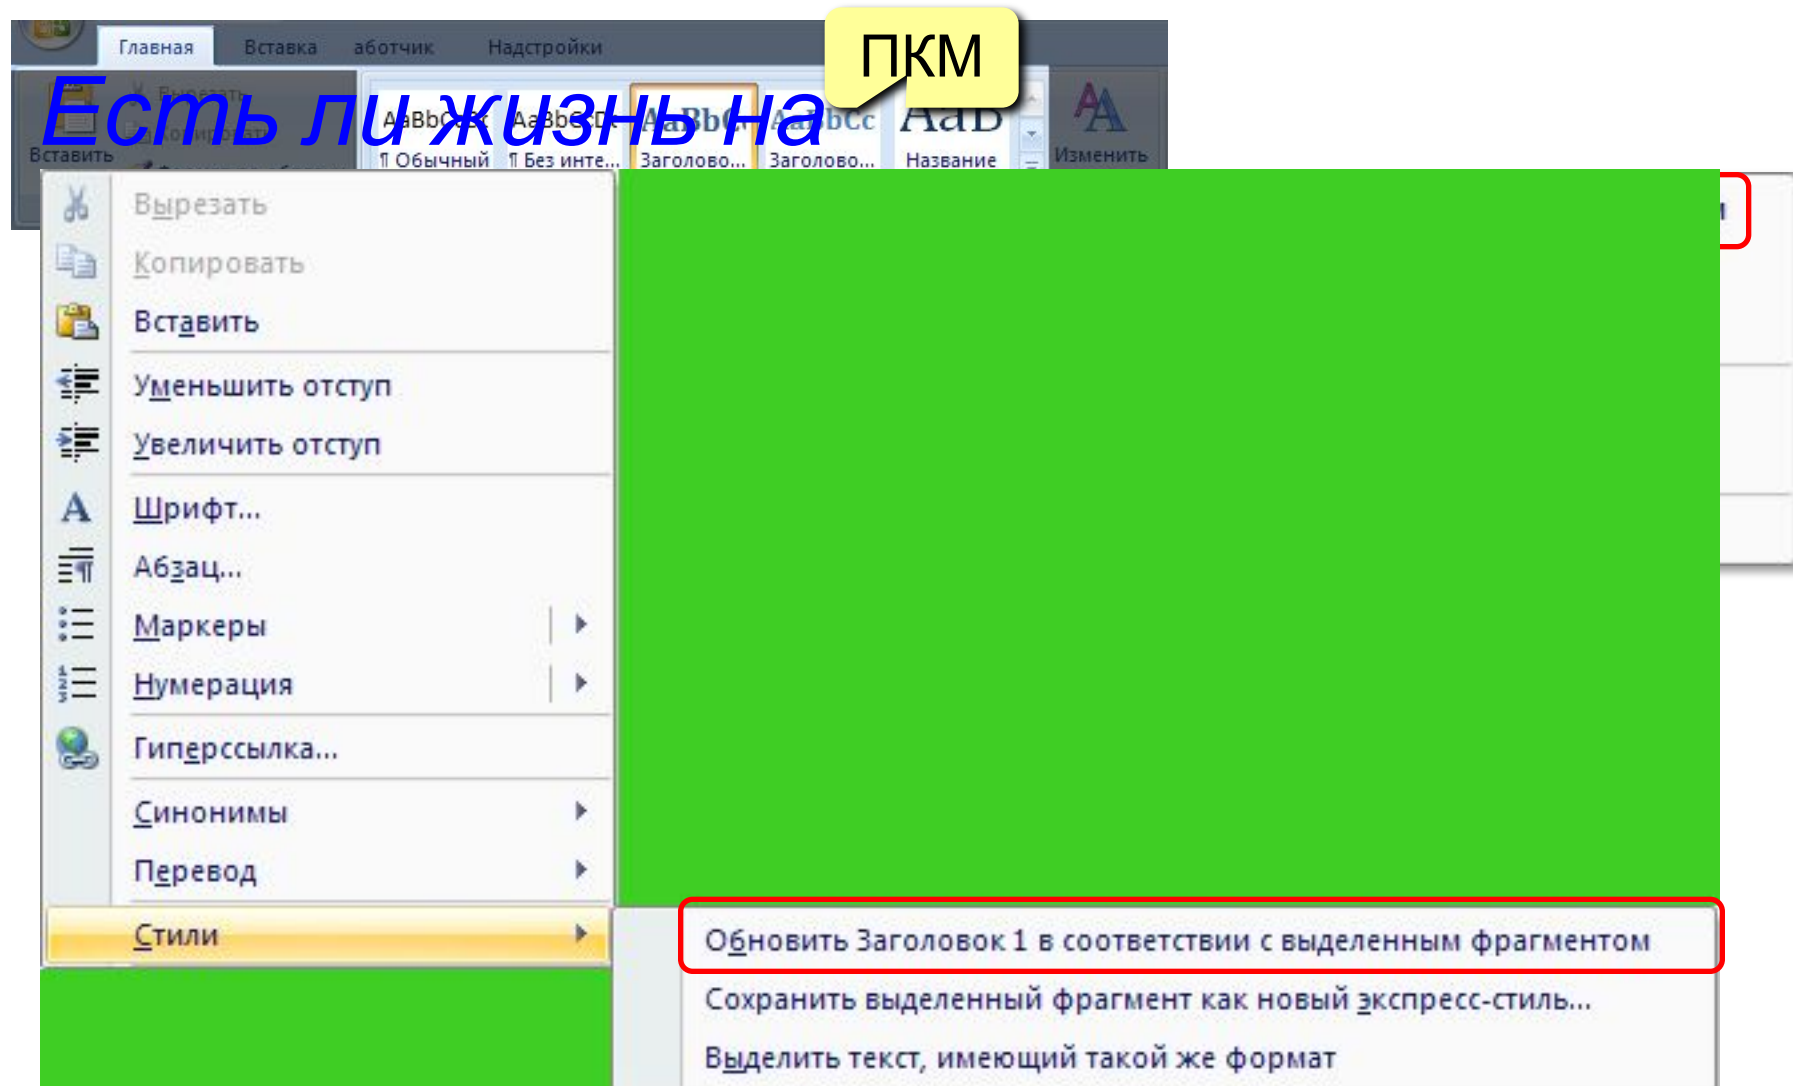 Главная Вставка аботчик Надстройки
ПКМ
Вырезать
Копировать
Вставить
Есть ли жизнь на
¶ Обычный ¶ Без инте... Заголово... Заголово... Название
Изменить
Вырезать
Копировать
Вставить
Уменьшить отступ
Увеличить отступ
Шрифт...
Абзац...
Маркеры
Нумерация
Гиперссылка...
Синонимы
Перевод
Стили
Обновить Заголовок 1 в соответствии с выделенным фрагментом
Сохранить выделенный фрагмент как новый экспресс-стиль...
Выделить текст, имеющий такой же формат